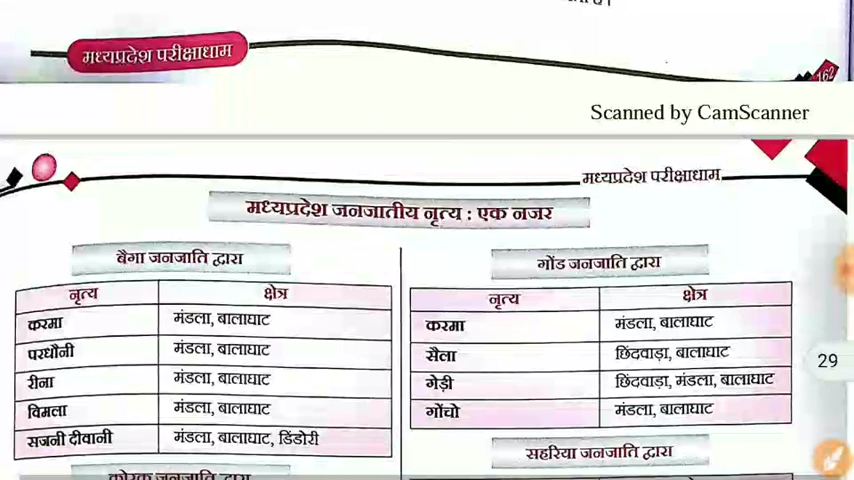 मध्यप्रदेश परीक्षाधाम
162
Scanned by CamScanner
मध्यप्रदेश परीक्षाधाम
मध्यप्रदेश जनजातीय नृत्य : एक नजर
बैगा जनजाति द्वारा
नृत्य क्षेत्र
करमा मंडला, बालाघाट
परधौनी मंडला, बालाघाट
रीना मंडला, बालाघाट
विमला मंडला, बालाघाट
सजनी दीवानी मंडला, बालाघाट, डिंडोरी
गोंड जनजाति द्वारा
नृत्य क्षेत्र
करमा मंडला, बालाघाट
सैला छिंदवाड़ा, बालाघाट
गेड़ी छिंदवाड़ा, मंडला, बालाघाट
गोंचो मंडला, बालाघाट
सहरिया जनजाति द्वारा
29